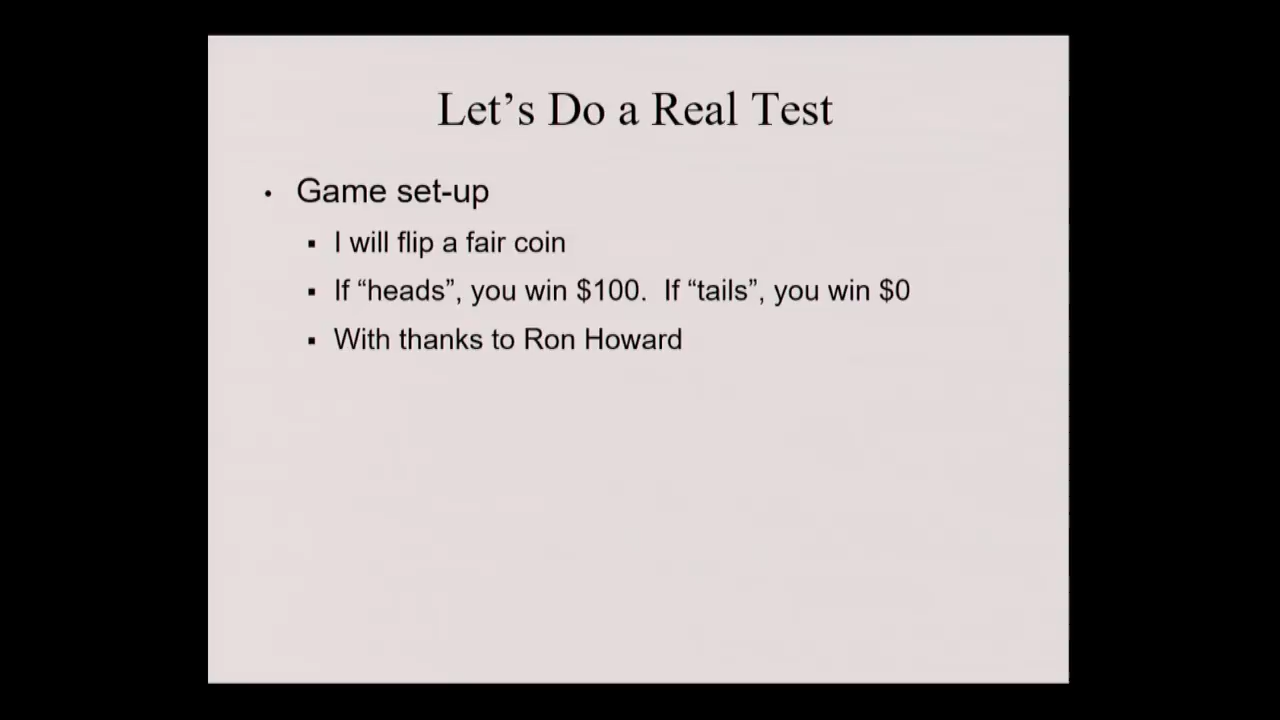 Let's Do a Real Test
• Game set-up
▪ I will flip a fair coin
▪ If “heads”, you win $100.  If “tails”, you win $0
▪ With thanks to Ron Howard